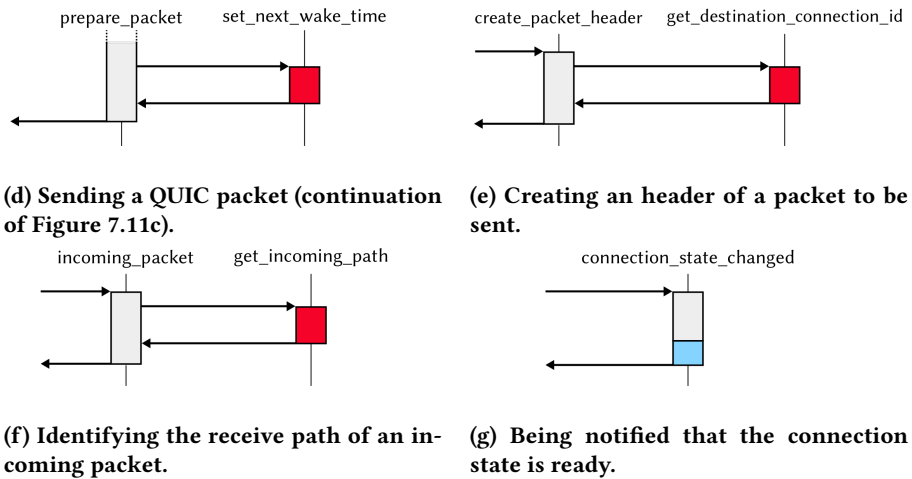 prepare_packet set_next_wake_time
create_packet_header get_destination_connection_id
(d) Sending a QUIC packet (continuation
of Figure 7.11c).
(e) Creating an header of a packet to be
sent.
incoming_packet get_incoming_path
connection_state_changed
(f) Identifying the receive path of an in-
coming packet.
(g) Being notified that the connection
state is ready.